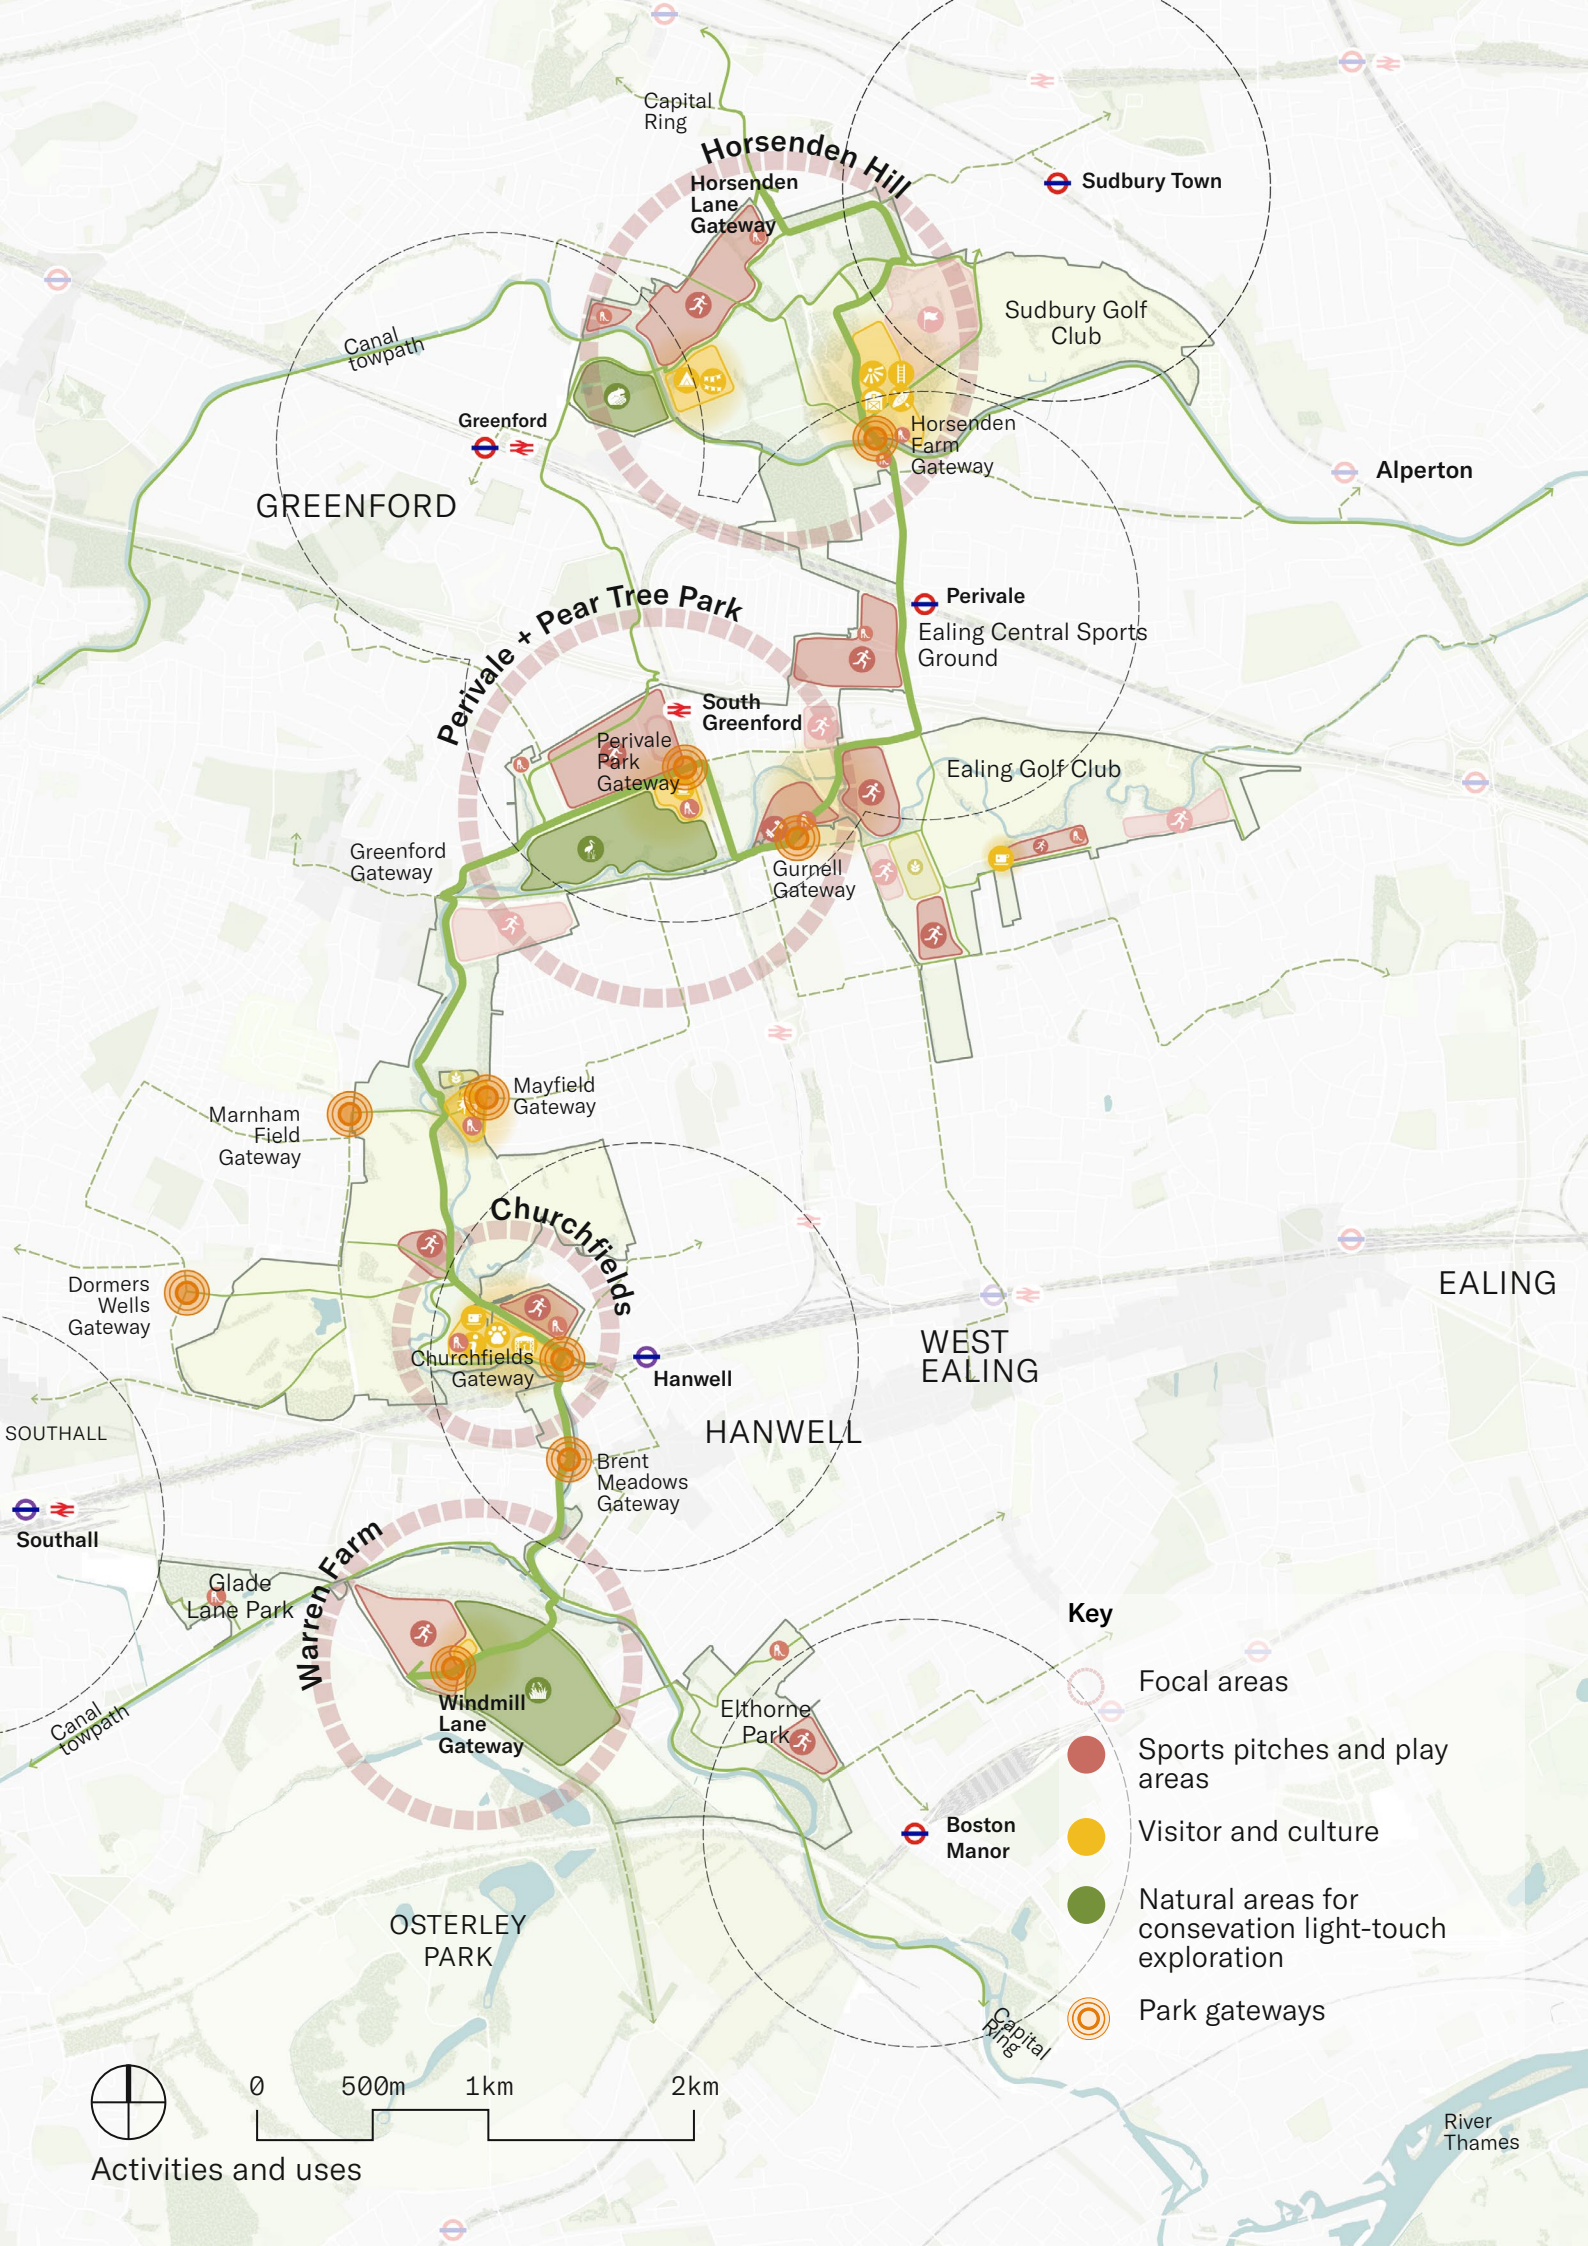 Capital
Ring
Horsenden Hill
Horsenden
Lane
Gateway
Sudbury Town
Sudbury Golf
Club
Canal
towpath
Greenford
Horsenden
Farm
Gateway
Alperton
GREENFORD
Perivale + Pear Tree Park
Perivale
Ealing Central Sports
Ground
South
Greenford
Perivale
Park
Gateway
Ealing Golf Club
Greenford
Gateway
Gurnell
Gateway
Mayfield
Gateway
Marnham
Field
Gateway
Churchfields
Dormers
Wells
Gateway
EALING
WEST
EALING
Churchfields
Gateway
Hanwell
HANWELL
SOUTHALL
Brent
Meadows
Gateway
Southall
Warren Farm
Glade
Lane Park
Windmill
Lane
Gateway
Canal
towpath
Elthorne
Park
Boston
Manor
OSTERLEY
PARK
Capital
Ring
Key
Focal areas
Sports pitches and play
areas
Visitor and culture
Natural areas for
consevation light-touch
exploration
Park gateways
0 500m 1km 2km
River
Thames
Activities and uses